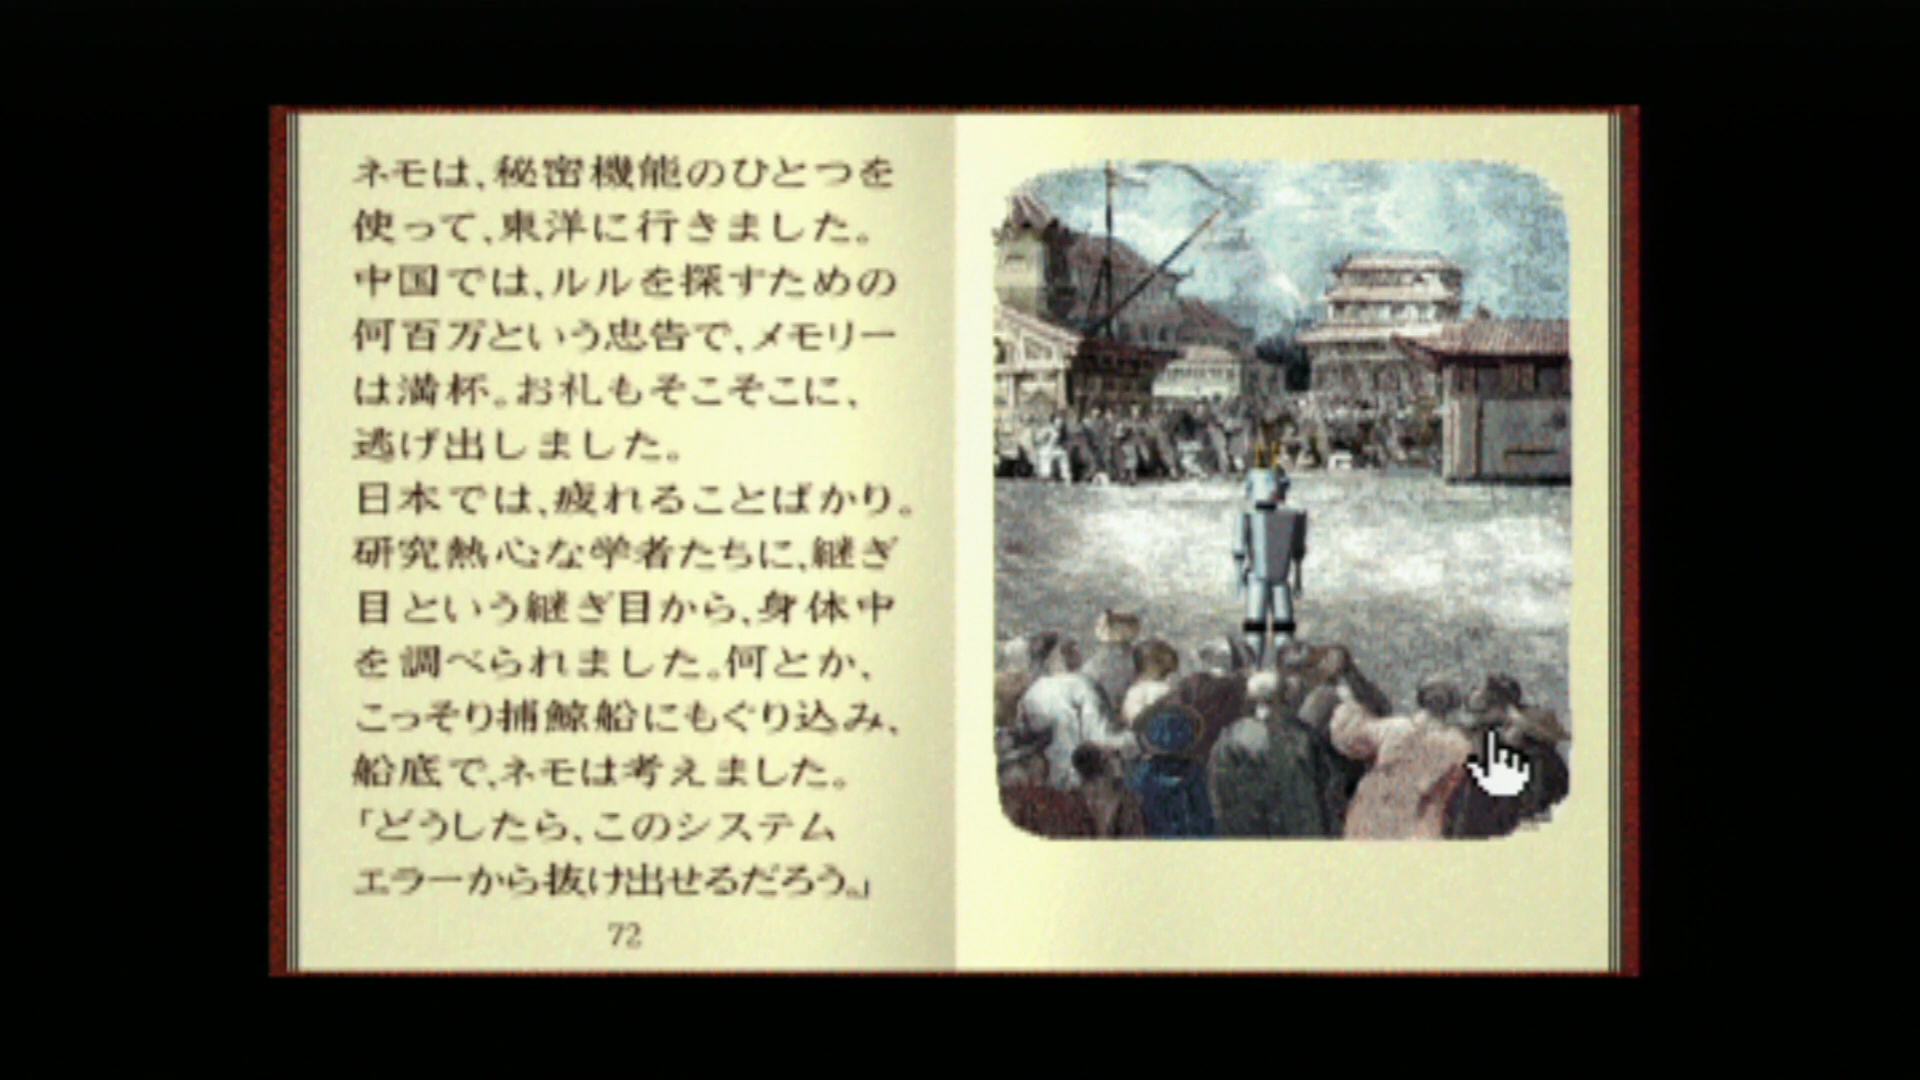 ネモは、秘密機能のひとつを
使って、東洋に行きました。
中国では、ルルを探すための
何百万という忠告で、メモリー
は満杯。お礼もそこそこに、
逃げ出しました。
日本では、疲れることばかり。
研究熱心な学者たちに、継ぎ
目という継ぎ目から、身体中
を調べられました。何とか、
こっそり捕鯨船にもぐり込み、
船底で、ネモは考えました。
「どうしたら、このシステム
エラーから抜け出せるだろう。」
72